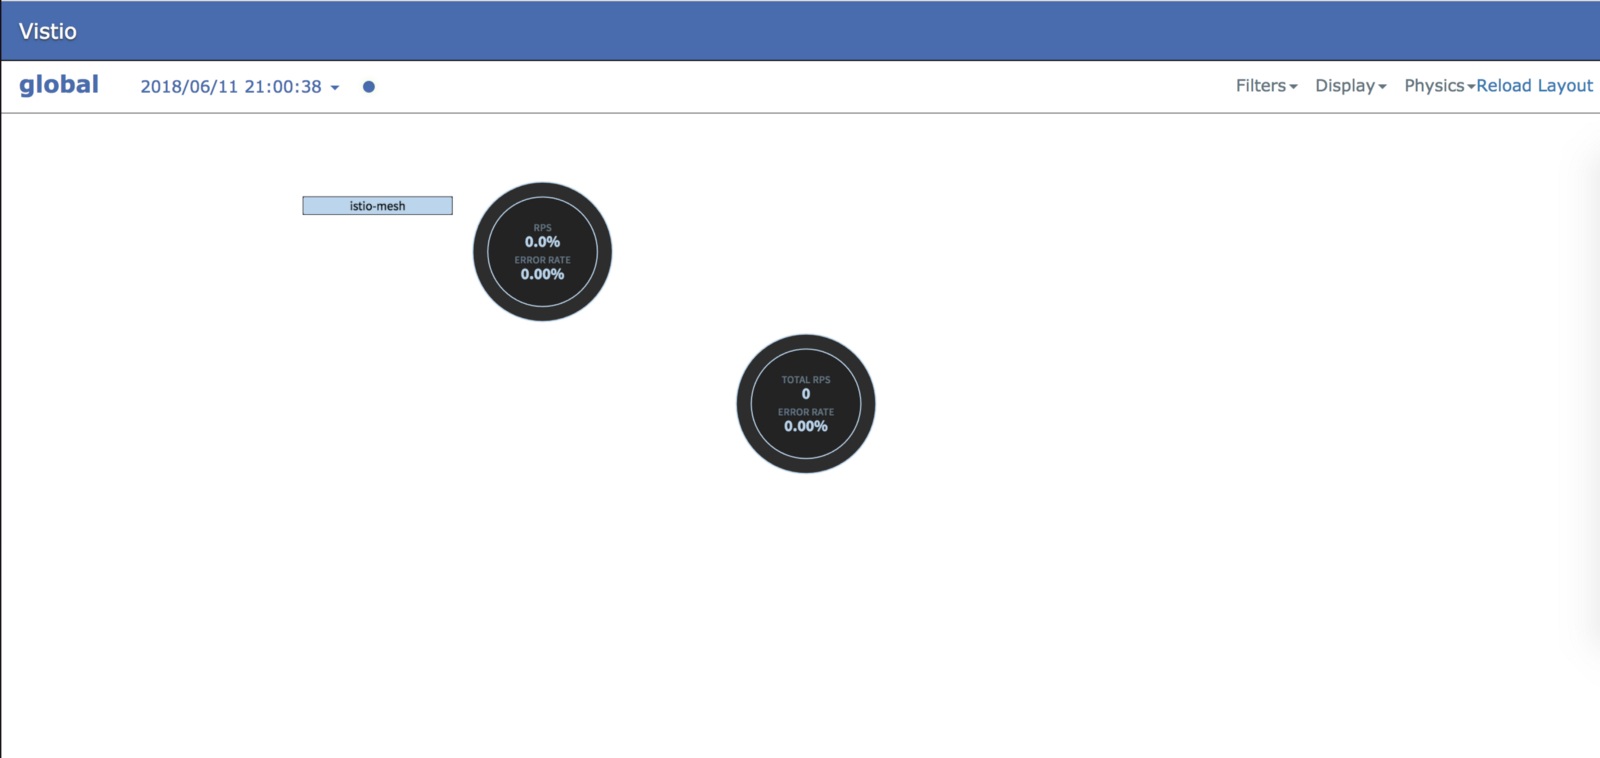 Vistio
global 2018/06/11 21:00:38 Filters Display Physics Reload Layout
istio-mesh
RPS
0.0%
ERROR RATE
0.00%
TOTAL RPS
0
ERROR RATE
0.00%